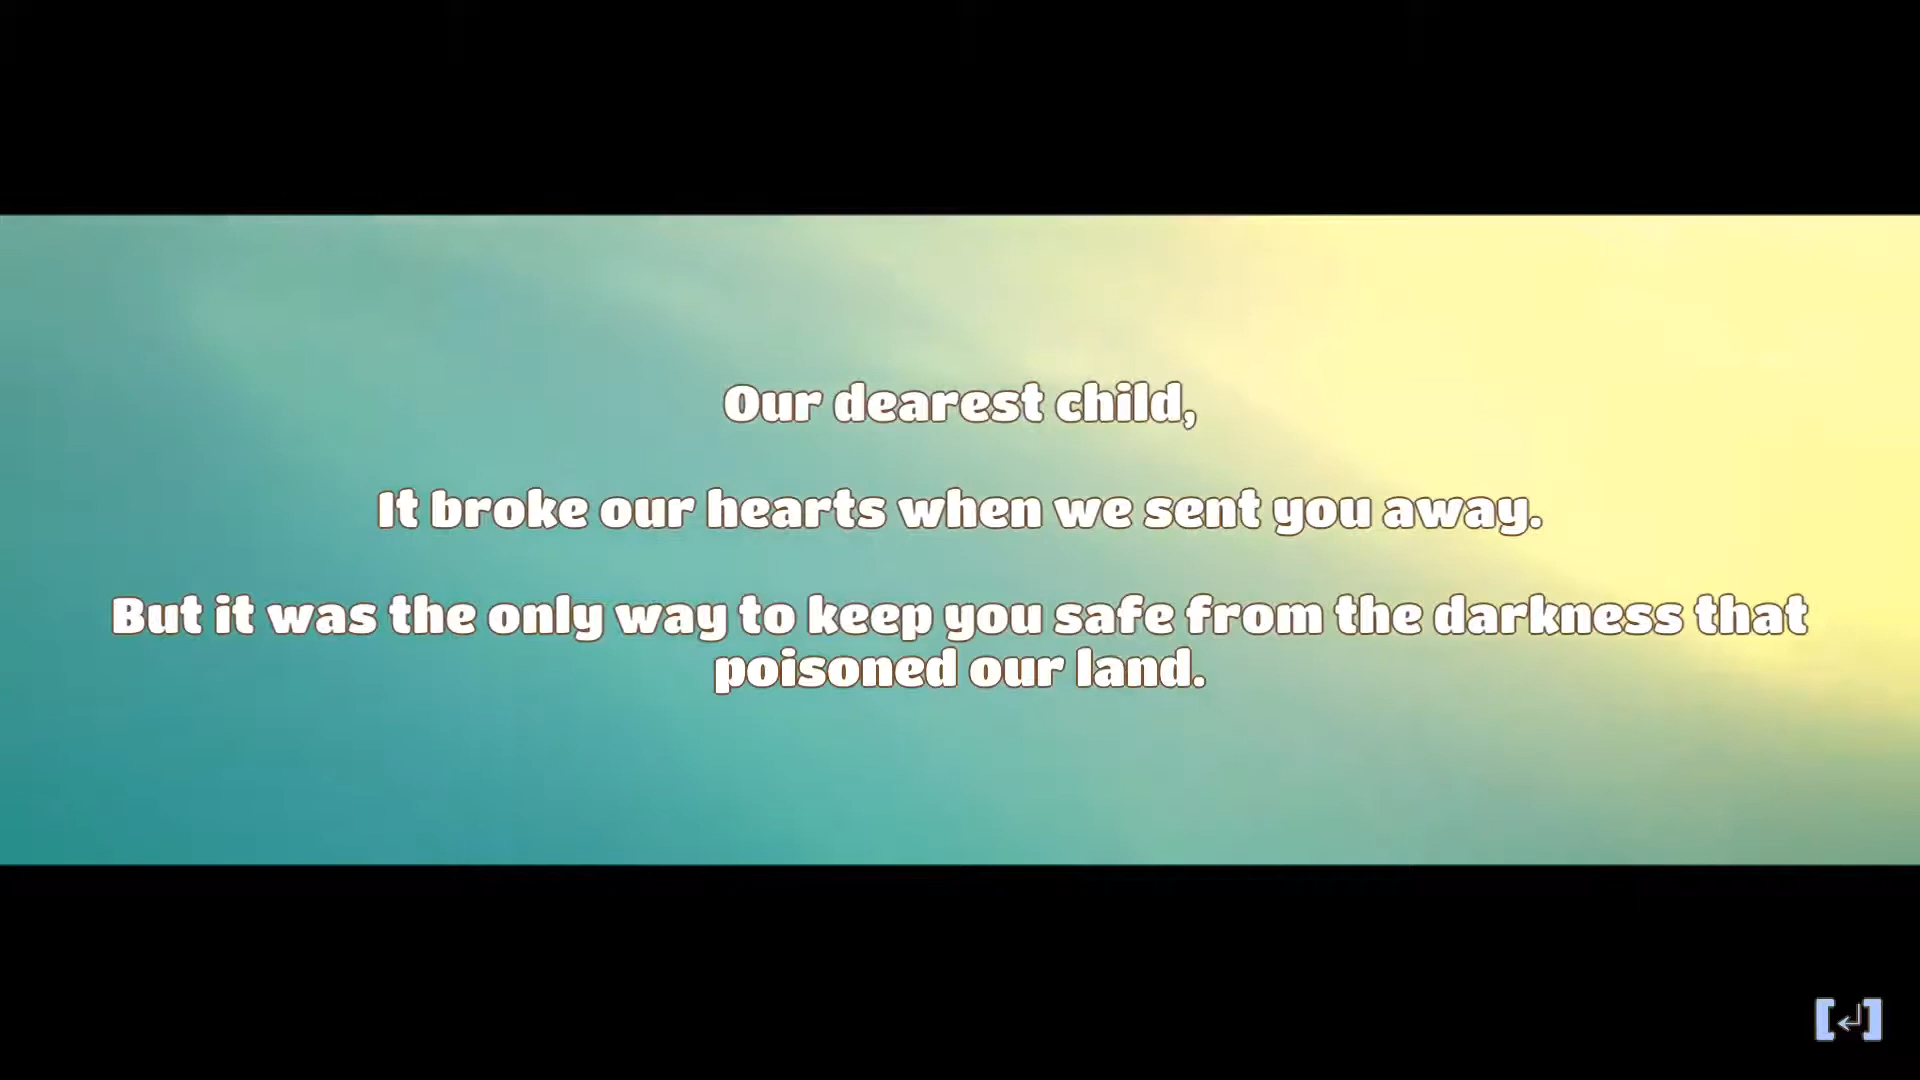 Our dearest child,
It broke our hearts when we sent you away.
But it was the only way to keep you safe from the darkness that
poisoned our land.
[↵]